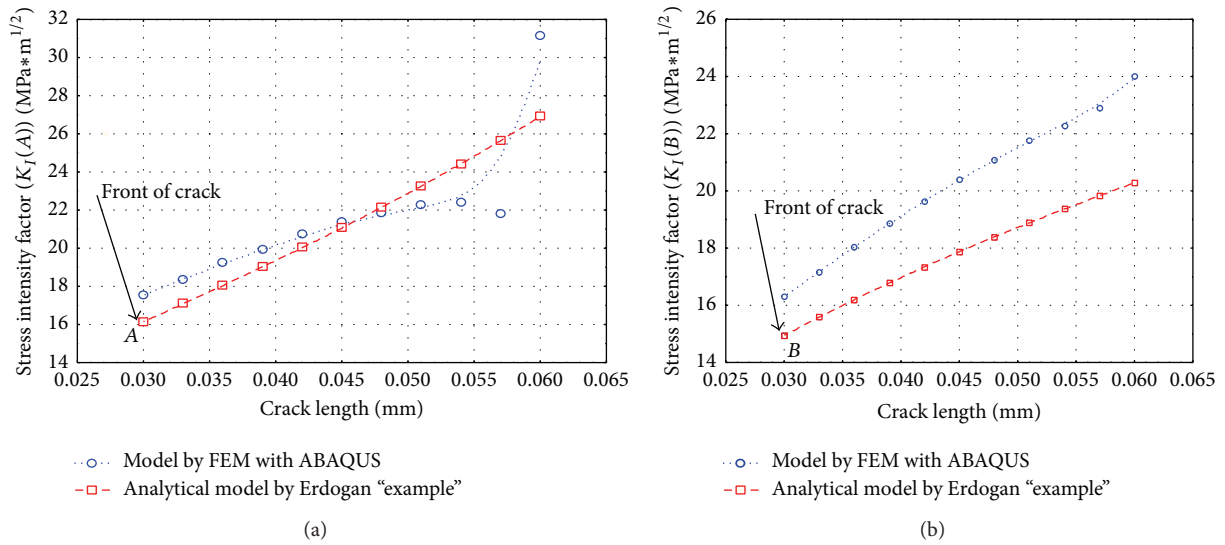 Stress intensity factor (K_I(A)) (MPa∗m^1/2)
32
30
28
26
24
22
20
18
16
14
Front of crack
A
0.025 0.030 0.035 0.040 0.045 0.050 0.055 0.060 0.065
Crack length (mm)
Model by FEM with ABAQUS
Analytical model by Erdogan “example”
(a)
Stress intensity factor (K_I(B)) (MPa∗m^1/2)
26
24
22
20
18
16
14
Front of crack
B
0.025 0.030 0.035 0.040 0.045 0.050 0.055 0.060 0.065
Crack length (mm)
Model by FEM with ABAQUS
Analytical model by Erdogan “example”
(b)